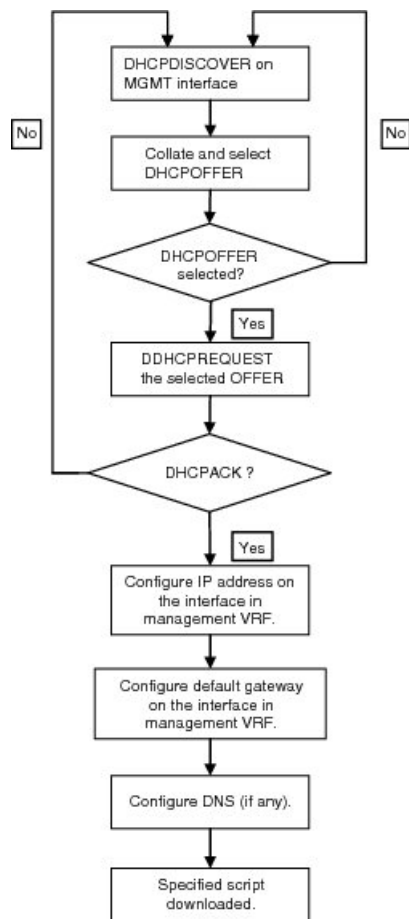 DHCPDISCOVER on
MGMT interface
No
No
Collate and select
DHCPOFFER
DHCPOFFER
selected?
Yes
DDHCPREQUEST
the selected OFFER
DHCPACK ?
Yes
Configure IP address on
the interface in
management VRF.
Configure default gateway
on the interface in
management VRF.
Configure DNS (if any).
Specified script
downloaded.